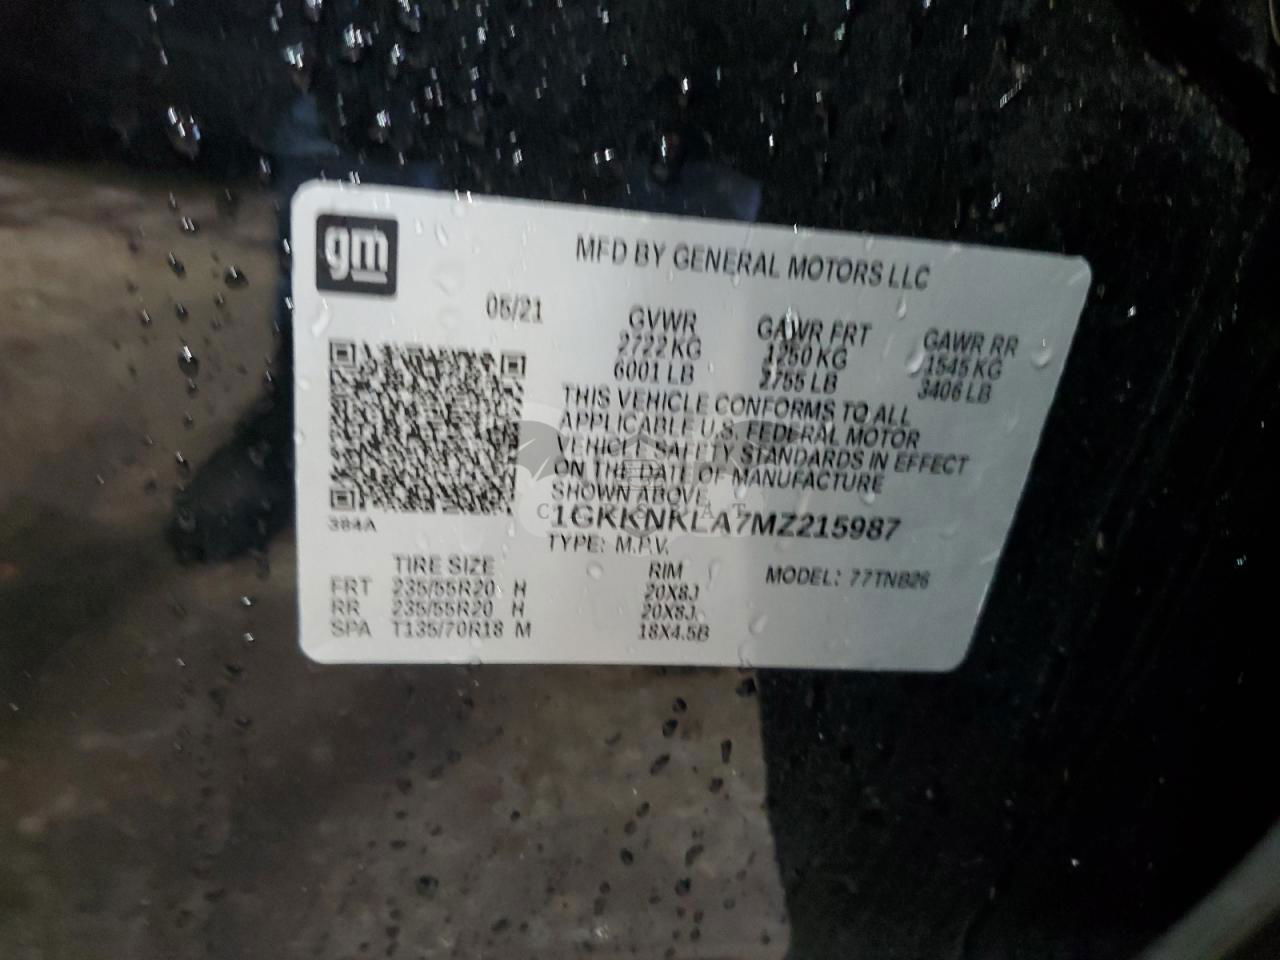 gm
MFD BY GENERAL MOTORS LLC
05/21
GVWR GAWR FRT GAWR RR
2722 KG 1250 KG 1545 KG
6001 LB 2755 LB 3406 LB
THIS VEHICLE CONFORMS TO ALL
APPLICABLE U.S. FEDERAL MOTOR
VEHICLE SAFETY STANDARDS IN EFFECT
ON THE DATE OF MANUFACTURE
SHOWN ABOVE.
384A
1GKKNKLA7MZ215987
TYPE: M.P.V.
MODEL: 77TNB26
TIRE SIZE RIM
FRT 235/55R20 H 20X8J
RR 235/55R20 H 20X8J
SPA T135/70R18 M 18X4.5B